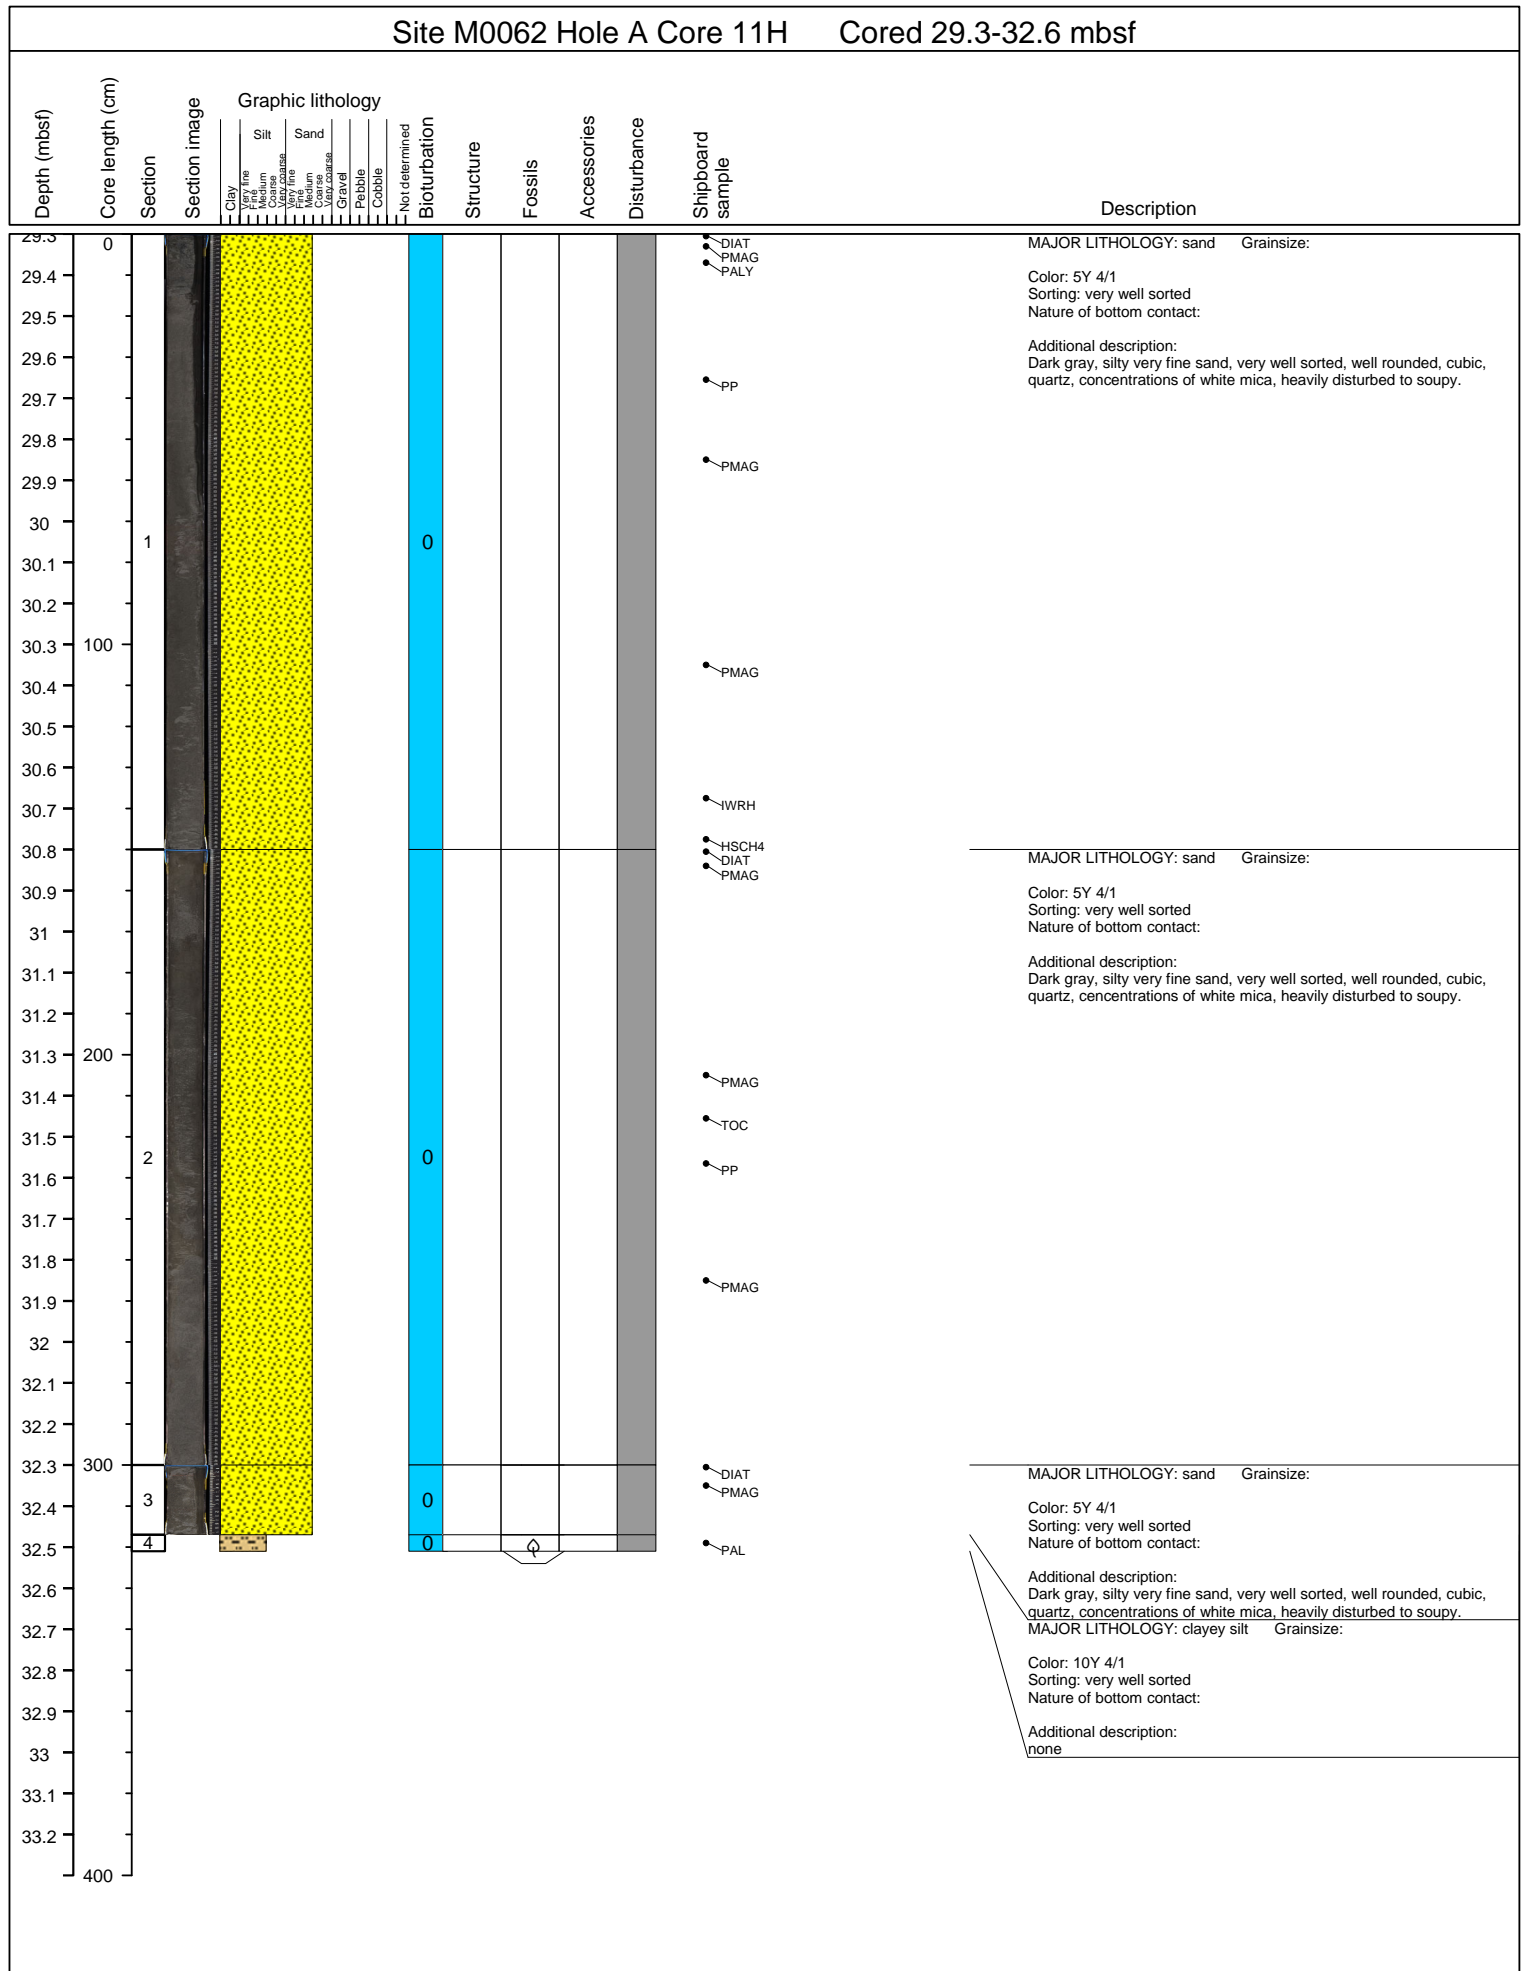 Site M0062 Hole A Core 11H Cored 29.3-32.6 mbsf
Depth (mbsf)
Core length (cm)
Section
Section image
Graphic lithology
Clay
Silt
Very fine
Fine
Medium
Coarse
Very coarse
Sand
Very fine
Fine
Medium
Coarse
Very coarse
Gravel
Pebble
Cobble
Not determined
Bioturbation
Structure
Fossils
Accessories
Disturbance
Shipboard
sample
Description
29.3
29.4
29.5
29.6
29.7
29.8
29.9
30
30.1
30.2
30.3
30.4
30.5
30.6
30.7
30.8
30.9
31
31.1
31.2
31.3
31.4
31.5
31.6
31.7
31.8
31.9
32
32.1
32.2
32.3
32.4
32.5
32.6
32.7
32.8
32.9
33
33.1
33.2
0
100
200
300
400
1
2
3
4
0
0
0
0
DIAT
PMAG
PALY
PP
PMAG
PMAG
IWRH
HSCH4
DIAT
PMAG
PMAG
TOC
PP
PMAG
DIAT
PMAG
PAL
MAJOR LITHOLOGY: sand Grainsize:
Color: 5Y 4/1
Sorting: very well sorted
Nature of bottom contact:
Additional description:
Dark gray, silty very fine sand, very well sorted, well rounded, cubic,
quartz, concentrations of white mica, heavily disturbed to soupy.
MAJOR LITHOLOGY: sand Grainsize:
Color: 5Y 4/1
Sorting: very well sorted
Nature of bottom contact:
Additional description:
Dark gray, silty very fine sand, very well sorted, well rounded, cubic,
quartz, cencentrations of white mica, heavily disturbed to soupy.
MAJOR LITHOLOGY: sand Grainsize:
Color: 5Y 4/1
Sorting: very well sorted
Nature of bottom contact:
Additional description:
Dark gray, silty very fine sand, very well sorted, well rounded, cubic,
quartz, concentrations of white mica, heavily disturbed to soupy.
MAJOR LITHOLOGY: clayey silt Grainsize:
Color: 10Y 4/1
Sorting: very well sorted
Nature of bottom contact:
Additional description:
none